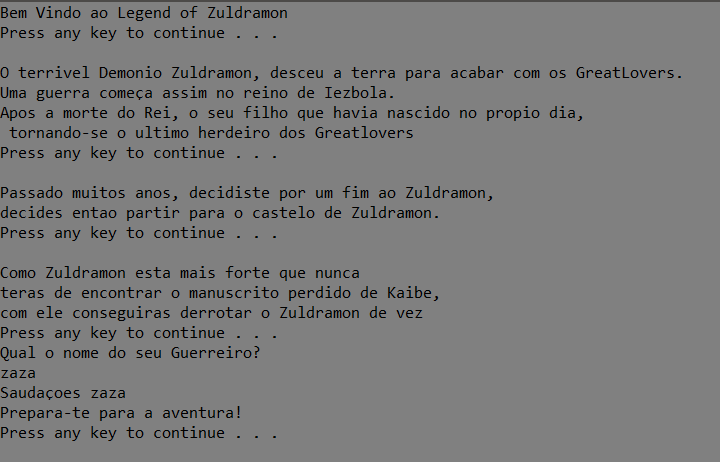 Bem Vindo ao Legend of Zuldramon
Press any key to continue . . .
O terrivel Demonio Zuldramon, desceu a terra para acabar com os GreatLovers.
Uma guerra começa assim no reino de Iezbola.
Apos a morte do Rei, o seu filho que havia nascido no propio dia,
tornando-se o ultimo herdeiro dos Greatlovers
Press any key to continue . . .
Passado muitos anos, decidiste por um fim ao Zuldramon,
decides entao partir para o castelo de Zuldramon.
Press any key to continue . . .
Como Zuldramon esta mais forte que nunca
teras de encontrar o manuscrito perdido de Kaibe,
com ele conseguiras derrotar o Zuldramon de vez
Press any key to continue . . .
Qual o nome do seu Guerreiro?
zaza
Saudaçoes zaza
Prepara-te para a aventura!
Press any key to continue . . .